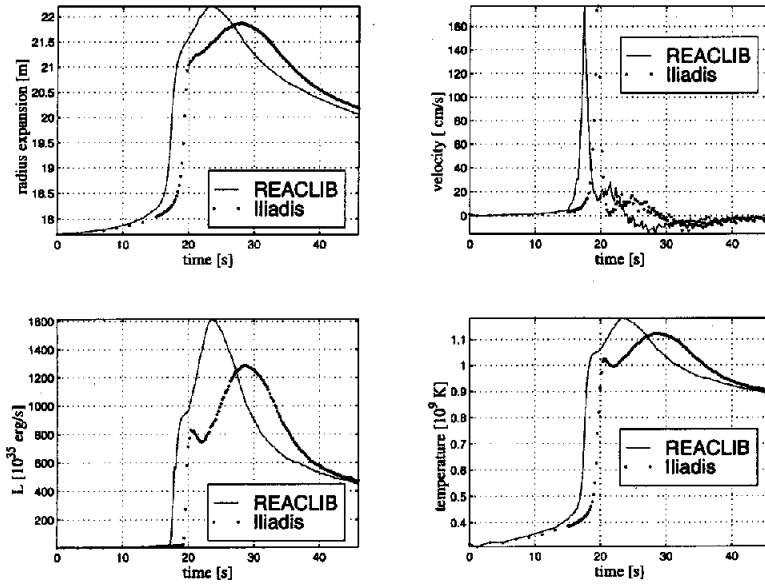 22
21.5
21
20.5
20
19.5
19
18.5
18
radius expansion [m]
REACLIB
Iliadis
0 10 20 30 40
time [s]
160
140
120
100
80
60
40
20
0
velocity [ cm/s]
REACLIB
Iliadis
0 10 20 30 40
time [s]
1600
1400
1200
1000
800
600
400
200
L [10³⁵ erg/s]
REACLIB
Iliadis
0 10 20 30 40
time [s]
1.1
1
0.9
0.8
0.7
0.6
0.5
0.4
temperature [10⁹ K]
REACLIB
Iliadis
0 10 20 30 40
time [s]